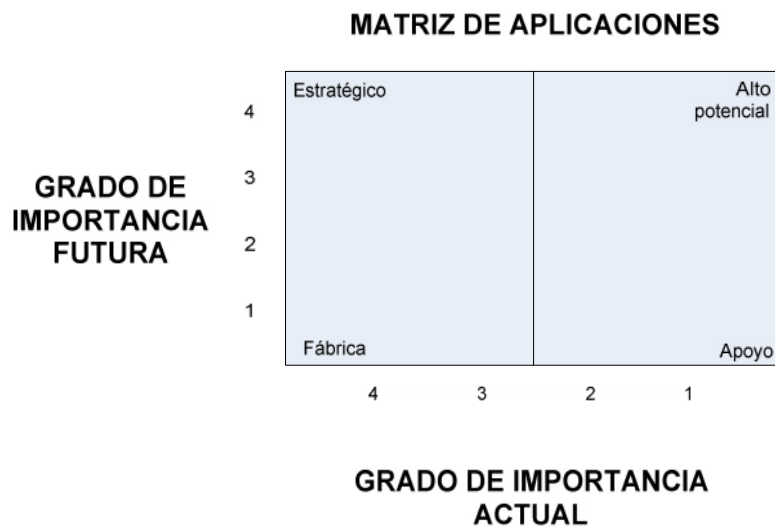 MATRIZ DE APLICACIONES
Estratégico
Alto
potencial
4
3
2
1
GRADO DE
IMPORTANCIA
FUTURA
Fábrica
Apoyo
4 3 2 1
GRADO DE IMPORTANCIA
ACTUAL